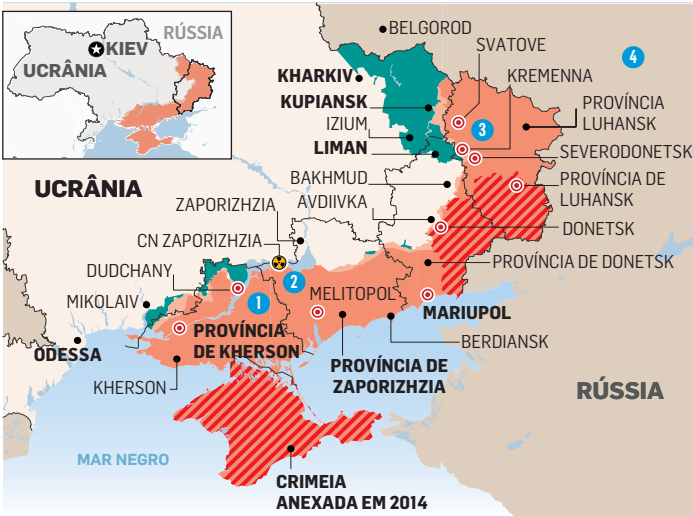 RÚSSIA
KIEV
UCRÂNIA
BELGOROD
SVATOVE
4
KHARKIV
KREMENNA
KUPIANSK
PROVÍNCIA
LUHANSK
IZIUM
3
LIMAN
SEVERODONETSK
BAKHMUD
PROVÍNCIA DE
LUHANSK
UCRÂNIA
AVDIIVKA
ZAPORIZHZIA
DONETSK
CN ZAPORIZHZIA
PROVÍNCIA DE DONETSK
DUDCHANY
2
MELITOPOL
MIKOLAIV
1
MARIUPOL
PROVÍNCIA
DE KHERSON
ODESSA
BERDIANSK
PROVÍNCIA DE
ZAPORIZHZIA
KHERSON
RÚSSIA
MAR NEGRO
CRIMEIA
ANEXADA EM 2014